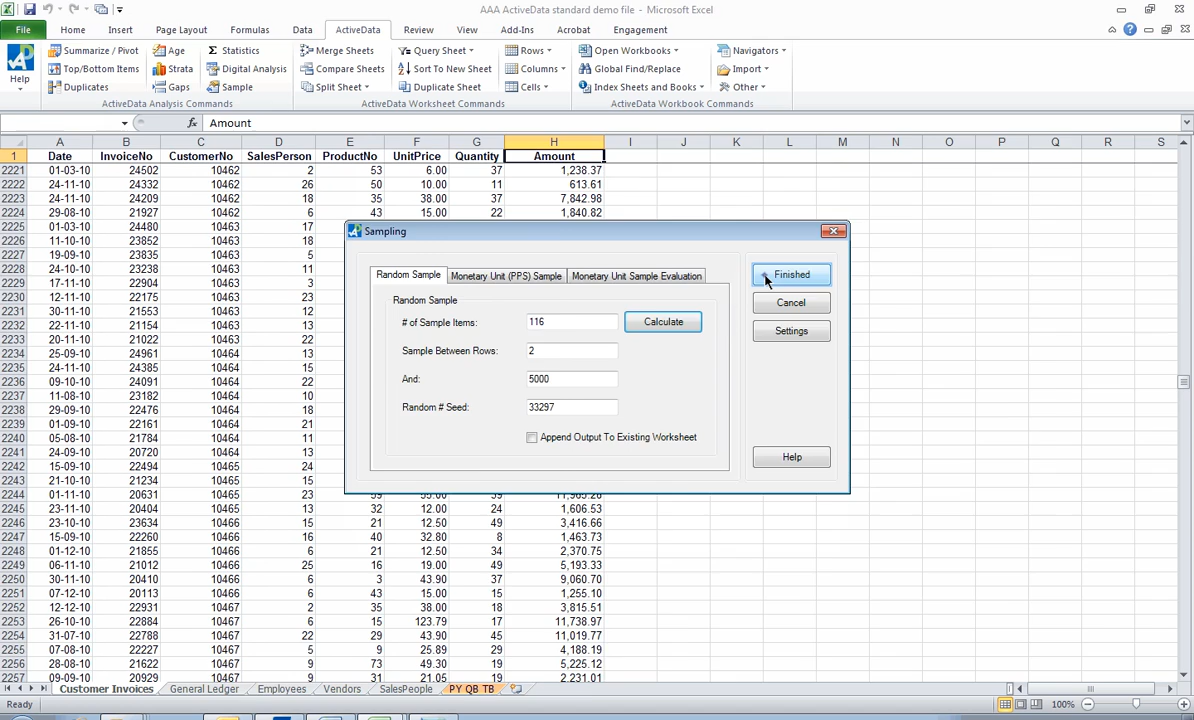 AAA ActiveData standard demo file - Microsoft Excel
File Home Insert Page Layout Formulas Data ActiveData Review View Add-Ins Acrobat Engagement
Summarize / Pivot Age Statistics Merge Sheets Query Sheet Rows Open Workbooks Navigators
Top/Bottom Items Strata Digital Analysis Compare Sheets Sort To New Sheet Columns Global Find/Replace Import
Help Duplicates Gaps Sample Split Sheet Duplicate Sheet Cells Index Sheets and Books Other
ActiveData Analysis Commands ActiveData Worksheet Commands ActiveData Workbook Commands
fx Amount
A B C D E F G H I J K L M N O P Q R S
1 Date InvoiceNo CustomerNo SalesPerson ProductNo UnitPrice Quantity Amount
2221 01-03-10 24502 10462 2 53 6.00 37 1,238.37
2222 24-11-10 24332 10462 26 50 10.00 11 613.61
2223 24-11-10 24209 10462 18 35 38.00 37 7,842.98
2224 29-08-10 21927 10462 6 43 15.00 22 1,840.82
2225 01-03-10 24480 10463 17
2226 11-10-10 23852 10463 18
2227 19-09-10 23835 10463 5
2228 24-10-10 23238 10463 11
2229 17-11-10 22904 10463 3
2230 12-11-10 22175 10463 23
2231 30-11-10 21553 10463 12
2232 22-11-10 21154 10463 13
2233 20-11-10 21022 10463 22
2234 25-09-10 24961 10464 13
2235 24-11-10 24385 10464 15
2236 09-10-10 24091 10464 22
2237 11-08-10 23182 10464 10
2238 29-09-10 22476 10464 18
2239 01-09-10 22161 10464 21
2240 05-08-10 21784 10464 11
2241 24-09-10 20720 10464 13
2242 15-09-10 22494 10465 24
2243 21-10-10 21234 10465 15
2244 01-11-10 20631 10465 23
2245 23-11-10 20404 10465 13 32 12.00 24 1,606.53
2246 23-10-10 23634 10466 15 21 12.50 49 3,416.66
2247 15-09-10 22260 10466 16 40 32.80 8 1,463.73
2248 01-12-10 21855 10466 6 21 12.50 34 2,370.75
2249 06-11-10 21012 10466 25 16 19.00 49 5,193.33
2250 30-11-10 20410 10466 6 3 43.90 37 9,060.70
2251 07-12-10 20113 10466 6 43 15.00 15 1,255.10
2252 12-12-10 22931 10467 2 35 38.00 18 3,815.51
2253 26-10-10 22884 10467 6 15 123.79 17 11,738.97
2254 31-07-10 22788 10467 22 29 43.90 45 11,019.77
2255 07-08-10 22227 10467 5 9 25.89 29 4,188.19
2256 28-08-10 21622 10467 9 73 49.30 19 5,225.12
2257 09-09-10 20929 10467 9 31 21.05 19 2,231.01
Sampling
Random Sample Monetary Unit (PPS) Sample Monetary Unit Sample Evaluation
Random Sample
# of Sample Items: 116 Calculate
Sample Between Rows: 2
And: 5000
Random # Seed: 33297
Append Output To Existing Worksheet
Finished
Cancel
Settings
Help
Customer Invoices General Ledger Employees Vendors SalesPeople PY QB TB
Ready 100%